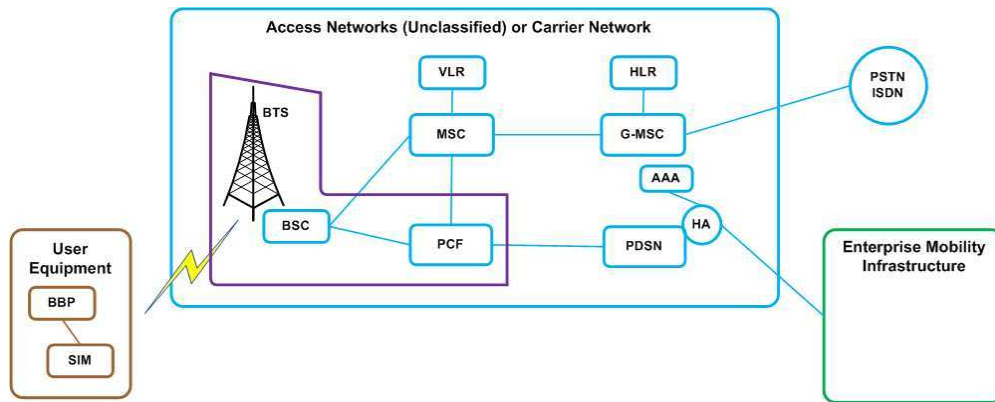 Access Networks (Unclassified) or Carrier Network
VLR
HLR
PSTN
ISDN
BTS
MSC
G-MSC
AAA
BSC
PCF
PDSN
HA
User
Equipment
BBP
SIM
Enterprise Mobility
Infrastructure